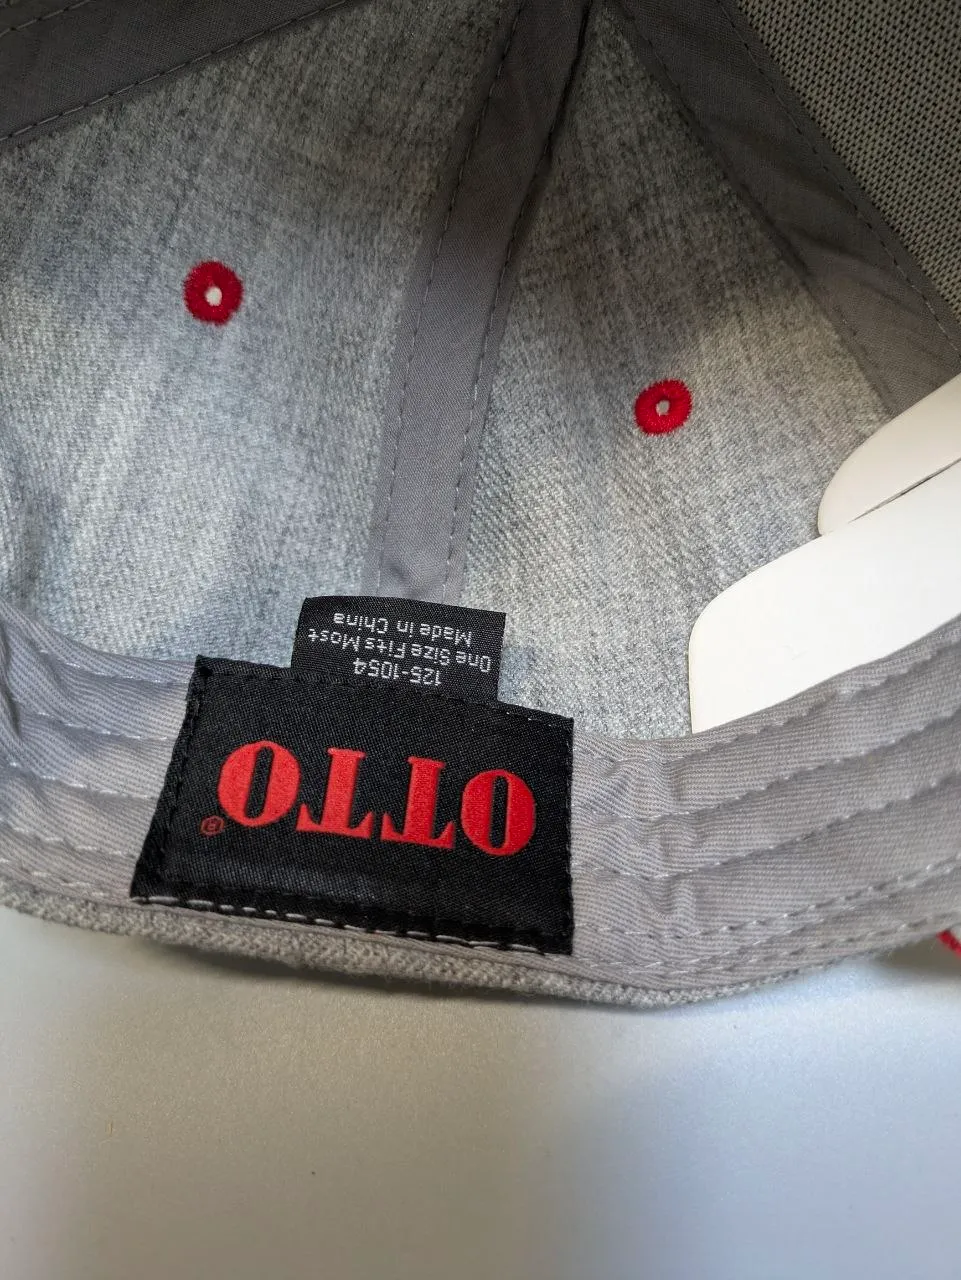 OTTO®
125-1054
One Size Fits Most
Made in China